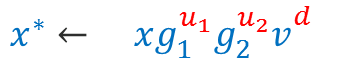 x* ← xg₁^{u₁}g₂^{u₂}v^{d}